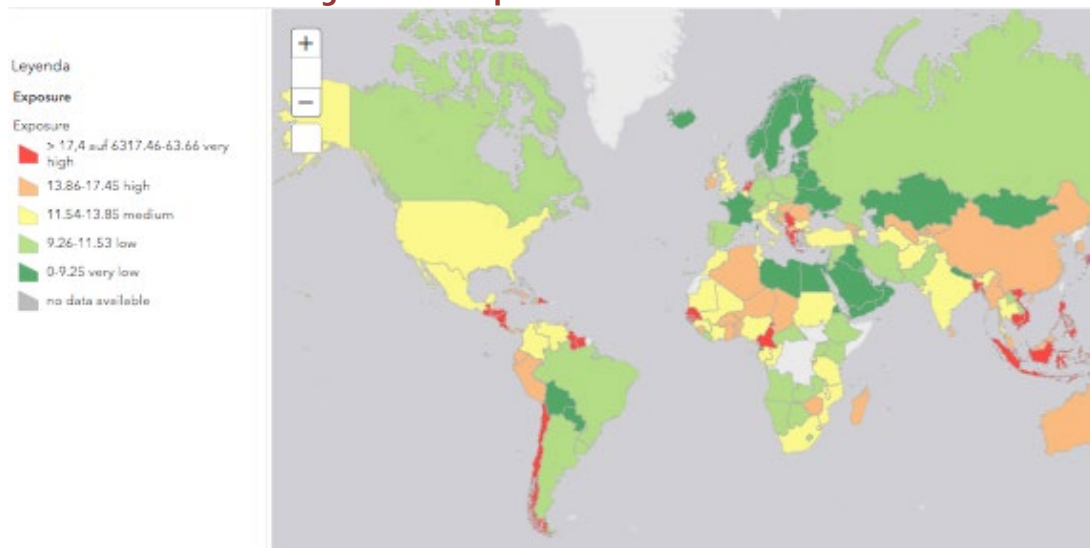 Leyenda
Exposure
Exposure
> 17,4 auf 6317.46-63.66 very
high
13.86-17.45 high
11.54-13.85 medium
9.26-11.53 low
0-9.25 very low
no data available
+
−